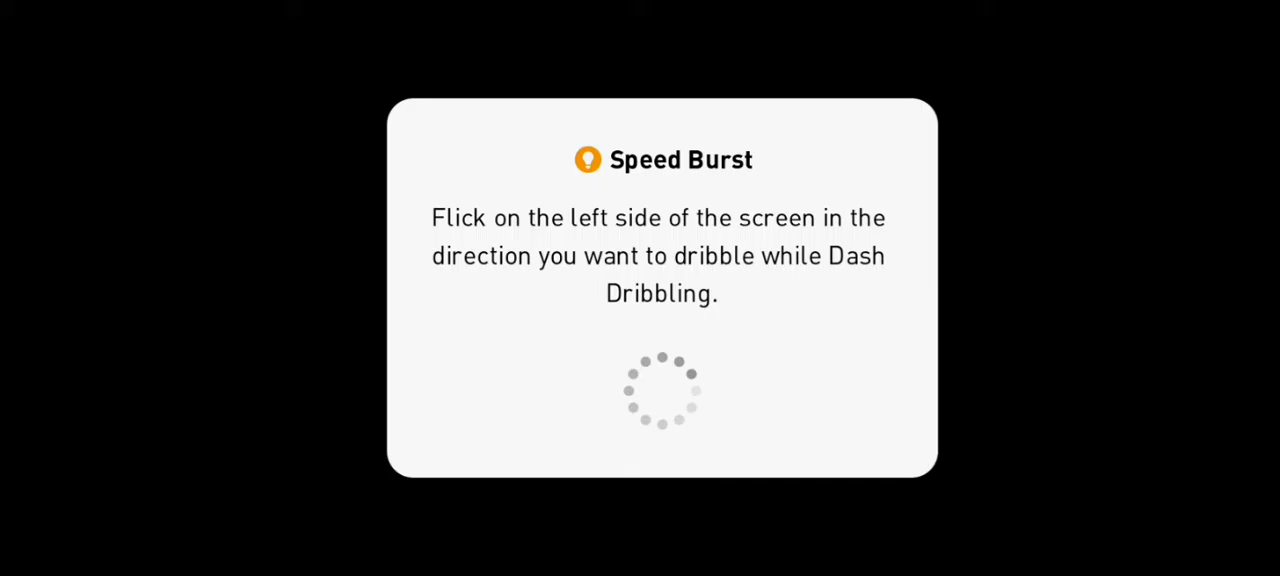 Speed Burst
Flick on the left side of the screen in the
direction you want to dribble while Dash
Dribbling.